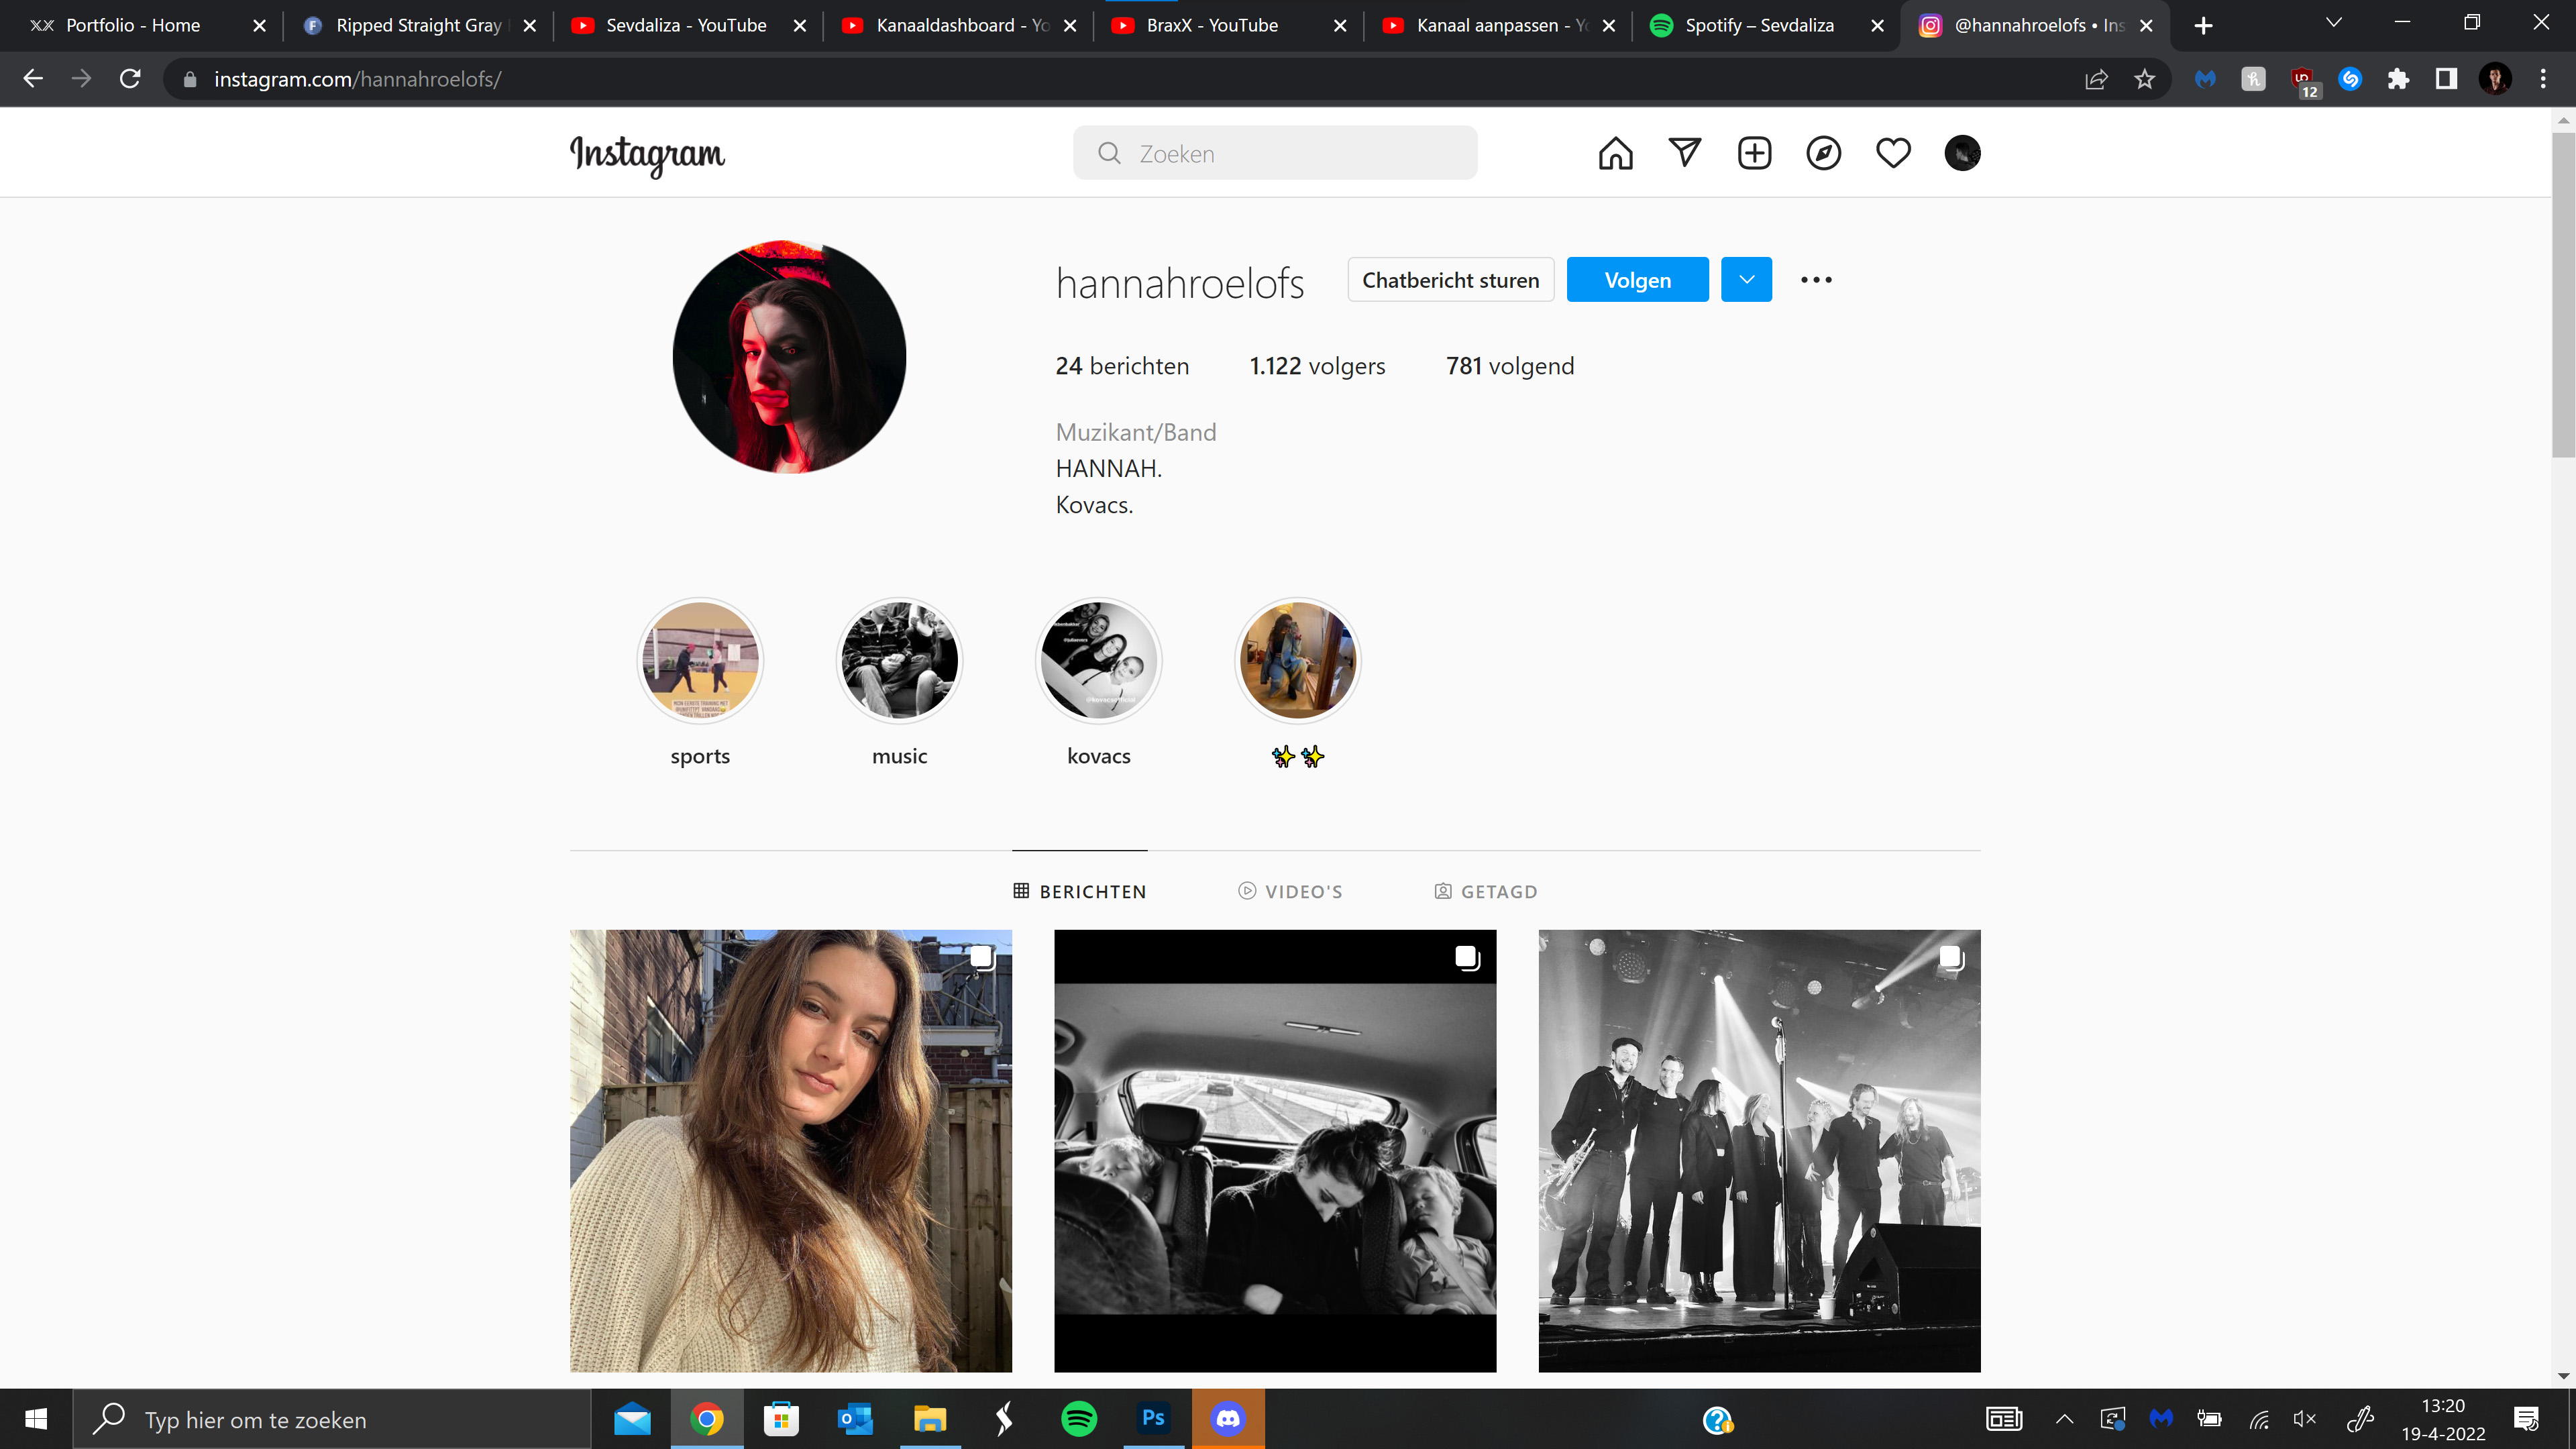 Portfolio - Home
Ripped Straight Gray
Sevdaliza - YouTube
Kanaaldashboard - Yo
BraxX - YouTube
Kanaal aanpassen - Yo
Spotify – Sevdaliza
@hannahroelofs • Ins
instagram.com/hannahroelofs/
12
Instagram
Zoeken
hannahroelofs
Chatbericht sturen
Volgen
24 berichten
1.122 volgers
781 volgend
Muzikant/Band
HANNAH.
Kovacs.
sports
music
kovacs
BERICHTEN
VIDEO'S
GETAGD
Typ hier om te zoeken
Ps
13:20
19-4-2022